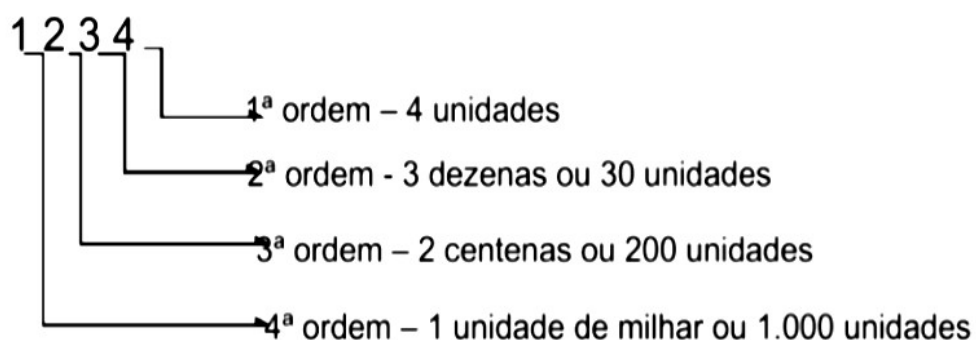 1 2 3 4
1ª ordem – 4 unidades
2ª ordem - 3 dezenas ou 30 unidades
3ª ordem – 2 centenas ou 200 unidades
4ª ordem – 1 unidade de milhar ou 1.000 unidades